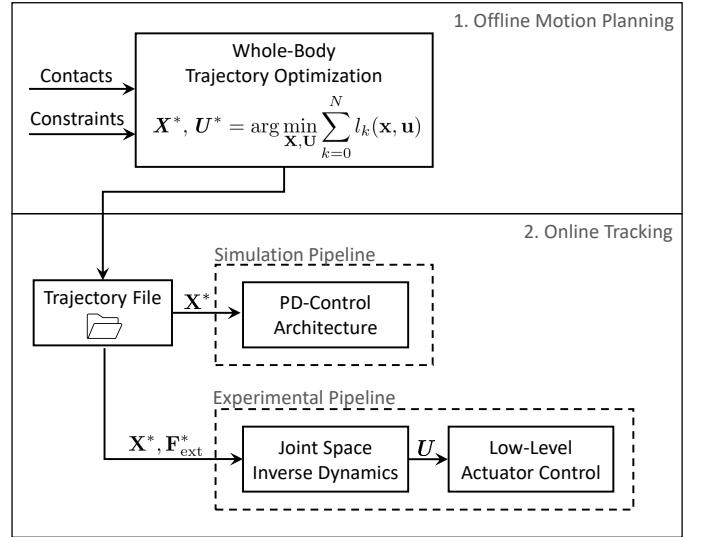 1. Offline Motion Planning
Whole-Body
Trajectory Optimization
Contacts
Constraints
X*, U* = arg min_{X,U} ∑_{k=0}^{N} l_k(x, u)
2. Online Tracking
Simulation Pipeline
Trajectory File
X*
PD-Control
Architecture
Experimental Pipeline
X*, F*_ext
Joint Space
Inverse Dynamics
U
Low-Level
Actuator Control